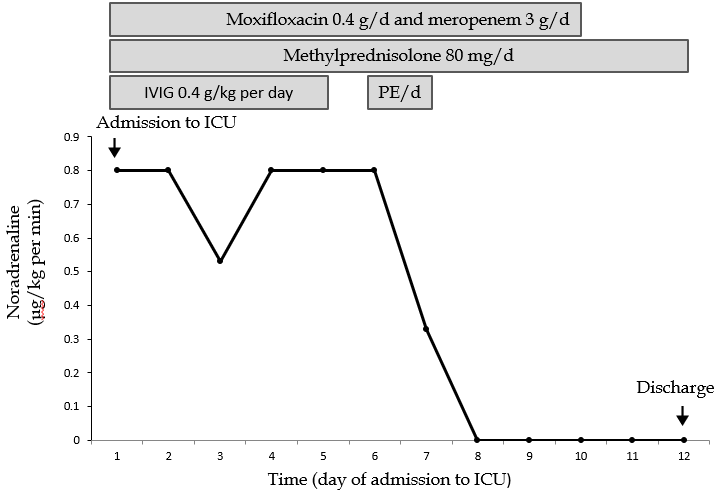 Moxifloxacin 0.4 g/d and meropenem 3 g/d
Methylprednisolone 80 mg/d
IVIG 0.4 g/kg per day
PE/d
Admission to ICU
0.9
0.8
0.7
0.6
0.5
0.4
0.3
0.2
0.1
0
Noradrenaline
(µg/kg per min)
Discharge
1 2 3 4 5 6 7 8 9 10 11 12
Time (day of admission to ICU)